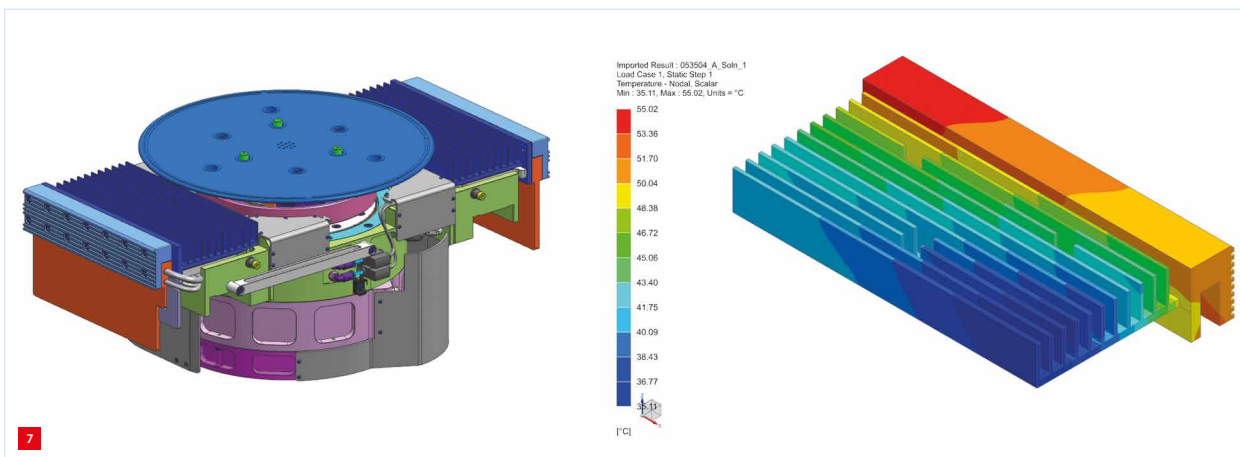 Imported Result : 053504_A_Soln_1
Load Case 1, Static Step 1
Temperature - Nodal, Scalar
Min : 35.11, Max : 55.02, Units = °C
55.02
53.36
51.70
50.04
48.38
46.72
45.06
43.40
41.75
40.09
38.43
36.77
35.11
[°C]
7